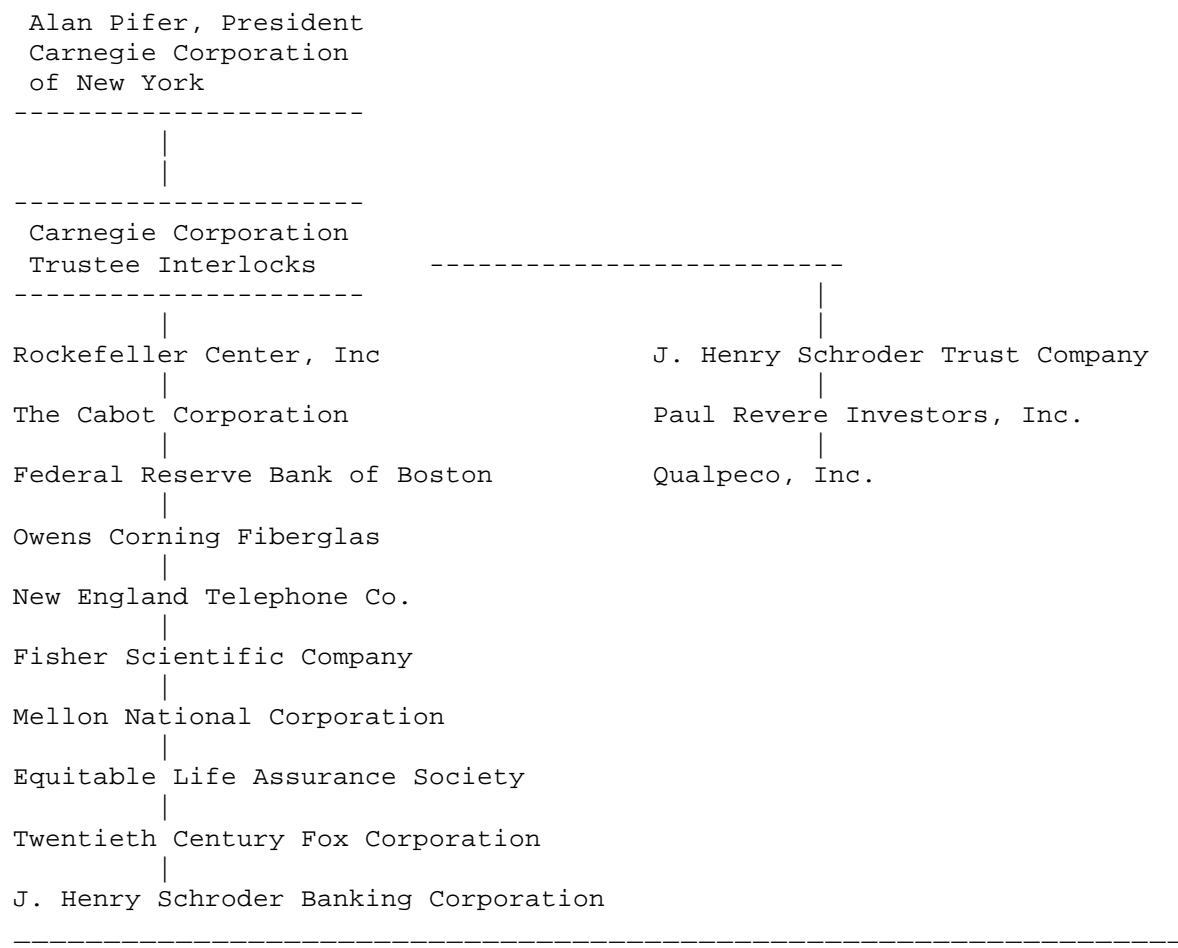 Alan Pifer, President
Carnegie Corporation
of New York
Carnegie Corporation
Trustee Interlocks
Rockefeller Center, Inc    J. Henry Schroder Trust Company
The Cabot Corporation    Paul Revere Investors, Inc.
Federal Reserve Bank of Boston    Qualpeco, Inc.
Owens Corning Fiberglas
New England Telephone Co.
Fisher Scientific Company
Mellon National Corporation
Equitable Life Assurance Society
Twentieth Century Fox Corporation
J. Henry Schroder Banking Corporation